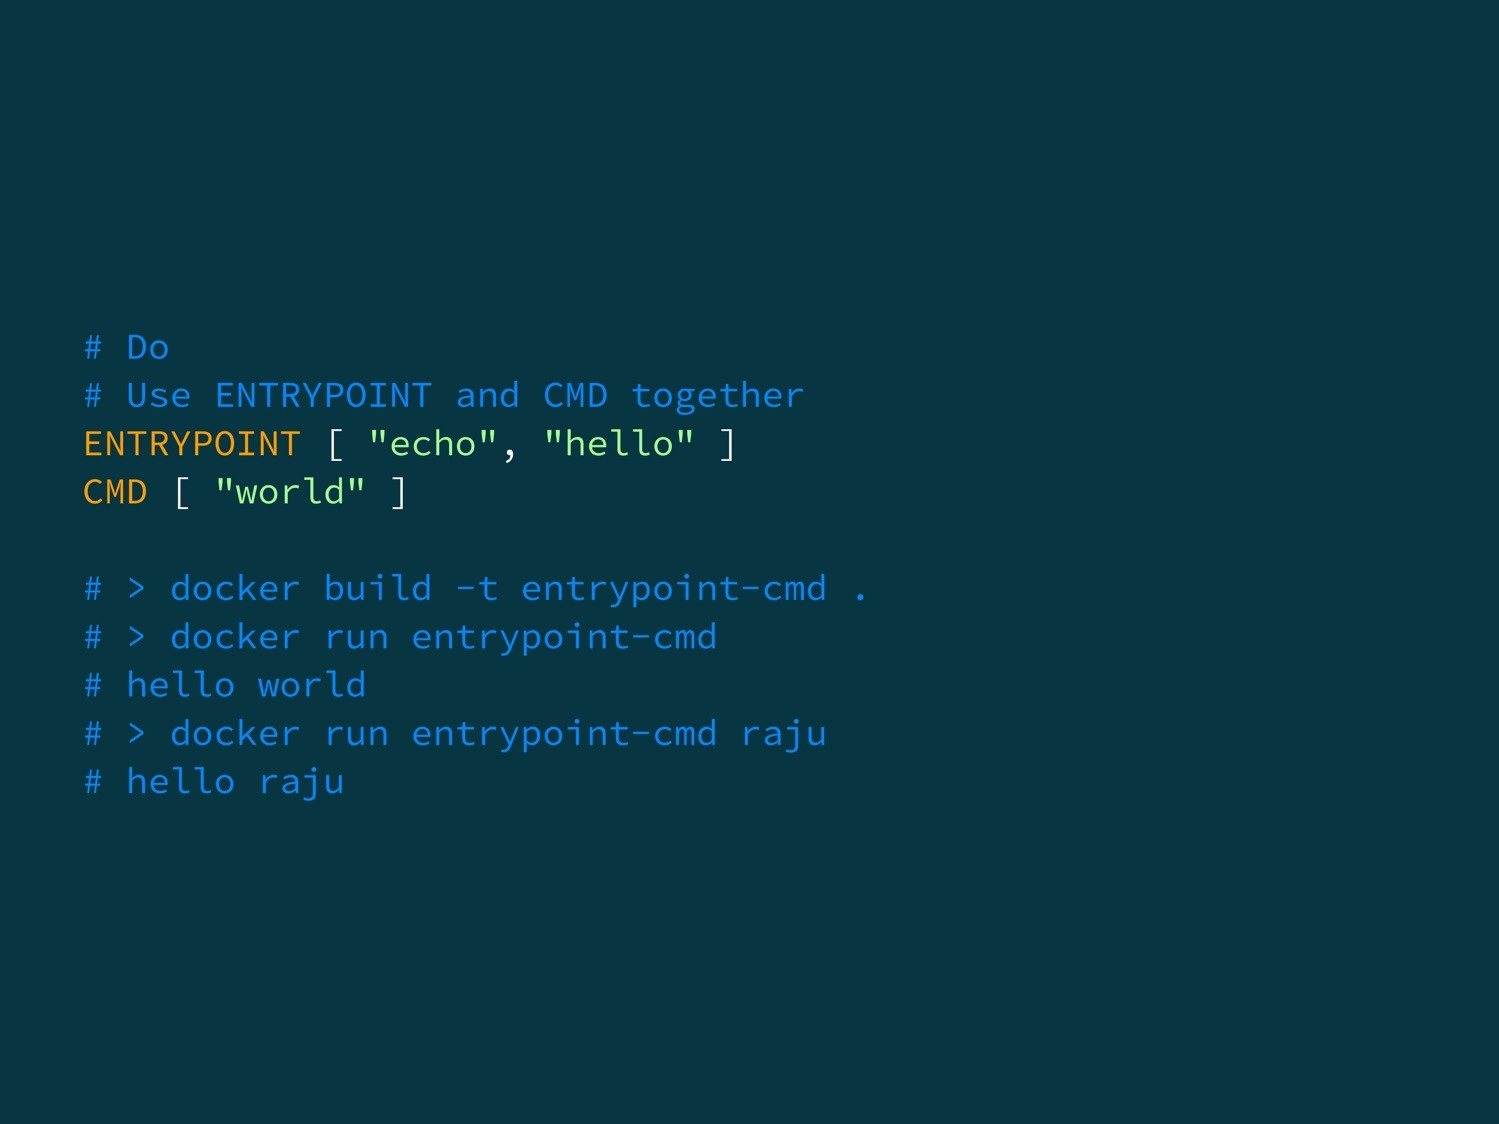 # Do
# Use ENTRYPOINT and CMD together
ENTRYPOINT [ "echo", "hello" ]
CMD [ "world" ]
# > docker build -t entrypoint-cmd .
# > docker run entrypoint-cmd
# hello world
# > docker run entrypoint-cmd raju
# hello raju